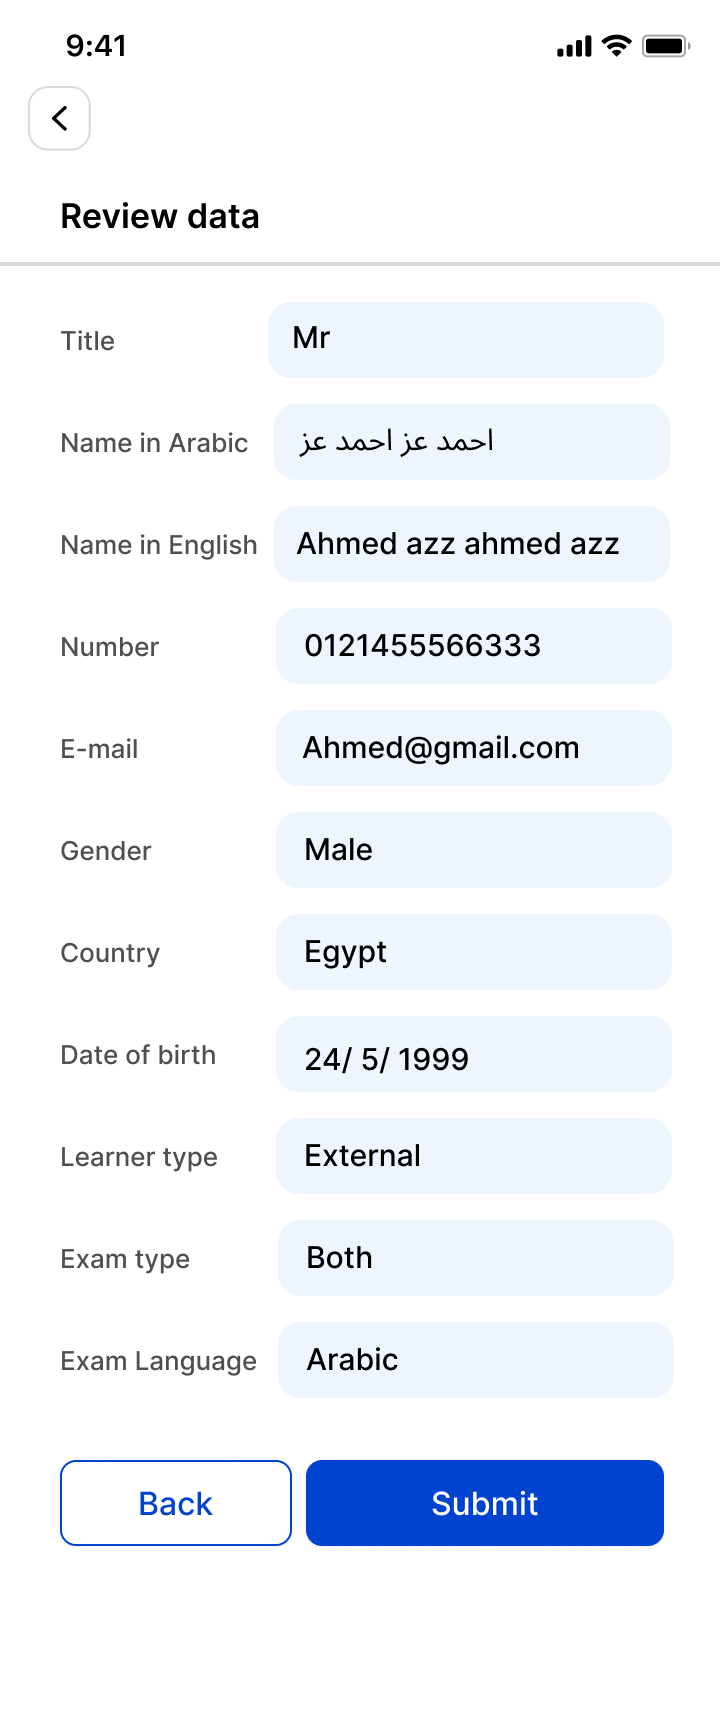 9:41
Review data
Title
Mr
Name in Arabic
احمد عز احمد عز
Name in English
Ahmed azz ahmed azz
Number
0121455566333
E-mail
Ahmed@gmail.com
Gender
Male
Country
Egypt
Date of birth
24/ 5/ 1999
Learner type
External
Exam type
Both
Exam Language
Arabic
Back
Submit